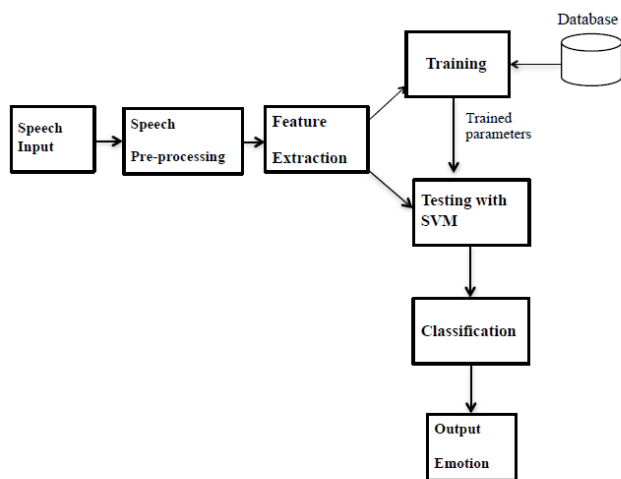 Database
Training
Trained
parameters
Speech
Input
Speech
Pre-processing
Feature
Extraction
Testing with
SVM
Classification
Output
Emotion